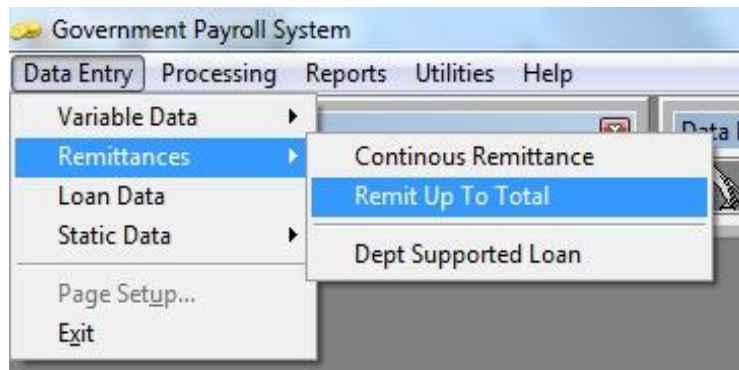 Government Payroll System
Data Entry Processing Reports Utilities Help
Variable Data
Remittances
Loan Data
Static Data
Page Setup...
Exit
Continous Remittance
Remit Up To Total
Dept Supported Loan
Data